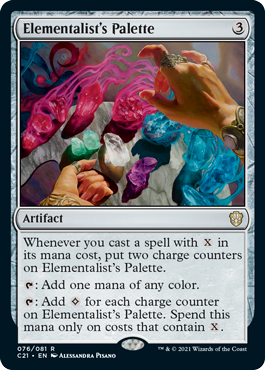 Elementalist's Palette 3
Artifact
Whenever you cast a spell with X in
its mana cost, put two charge counters
on Elementalist's Palette.
T: Add one mana of any color.
T: Add C for each charge counter
on Elementalist's Palette. Spend this
mana only on costs that contain X.
076/081 R
C21 • EN Alessandra Pisano
™ & © 2021 Wizards of the Coast